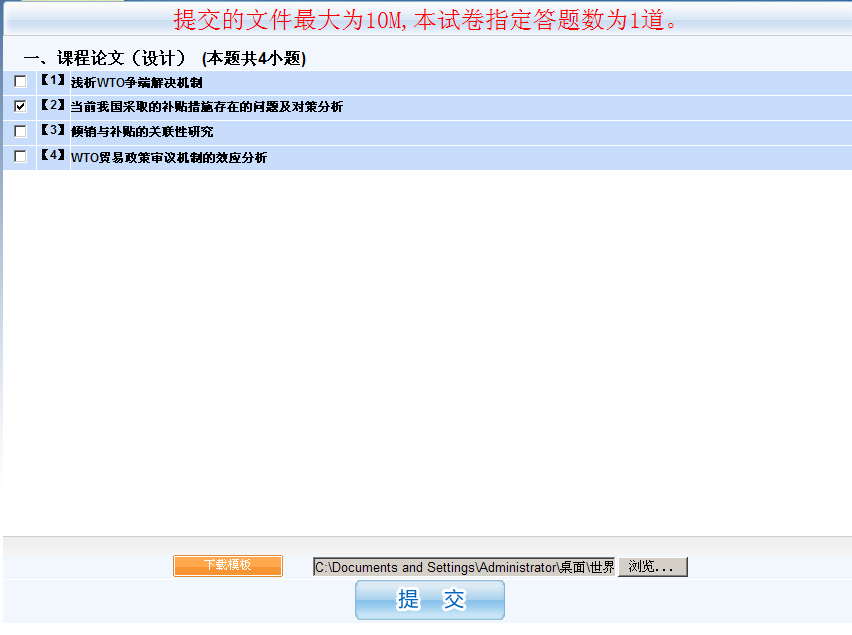 提交的文件最大为10M,本试卷指定答题数为1道。
一、课程论文（设计） (本题共4小题)
【1】 浅析WTO争端解决机制
【2】 当前我国采取的补贴措施存在的问题及对策分析
【3】 倾销与补贴的关联性研究
【4】 WTO贸易政策审议机制的效应分析
下载模板 C:\Documents and Settings\Administrator\桌面\世界 浏览...
提 交